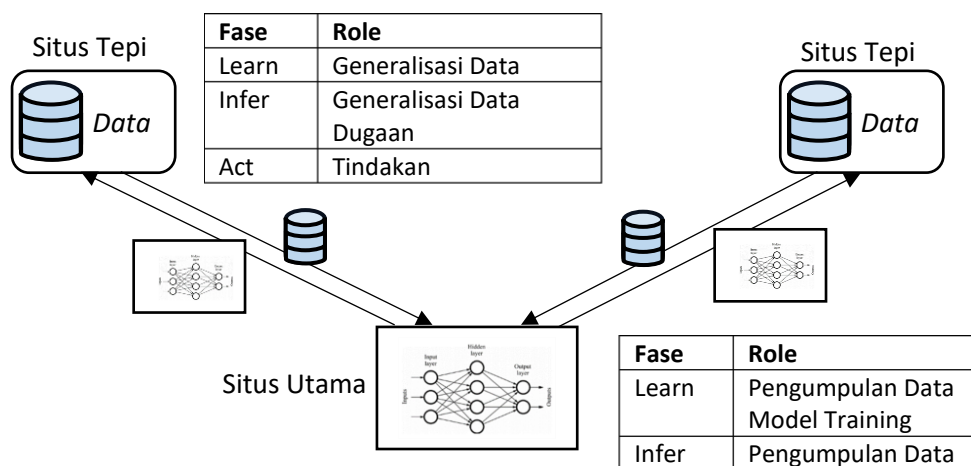 Situs Tepi
Data
Fase Role
Learn Generalisasi Data
Infer Generalisasi Data
Dugaan
Act Tindakan
Situs Tepi
Data
Situs Utama
Inputs
Input
layer
Hidden
layer
Output
layer
Outputs
Fase Role
Learn Pengumpulan Data
Model Training
Infer Pengumpulan Data